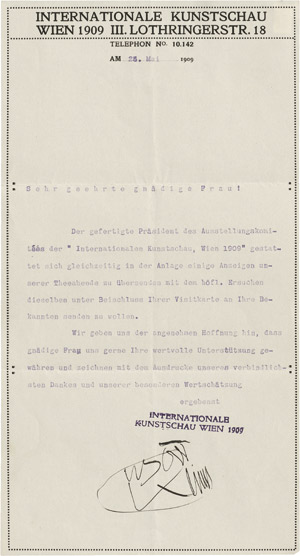 INTERNATIONALE KUNSTSCHAU
WIEN 1909 III. LOTHRINGERSTR. 18
TELEPHON No. 10.142
AM 25. Mai 1909
Sehr geehrte gnädige Frau!
Der gefertigte Präsident des Ausstellungskomi-
tées der " Internationalen Kunstschau, Wien 1909" gestat-
tet sich gleichzeitig in der Anlage einige Anzeigen un-
serer Theeabende zu übersenden mit dem höfl. Ersuchen
dieselben unter Beischluss Ihrer Visitkarte an Ihre Be-
kannten senden zu wollen.
Wir geben uns der angenehmen Hoffnung hin, dass
gnädige Frau uns gerne Ihre wertvolle Unterstützung ge-
währen und zeichnen mit dem Ausdrucke unseren verbindlich-
sten Dankes und unserer besonderen Wertschätzung
ergebenst
INTERNATIONALE
KUNSTSCHAU WIEN 1909